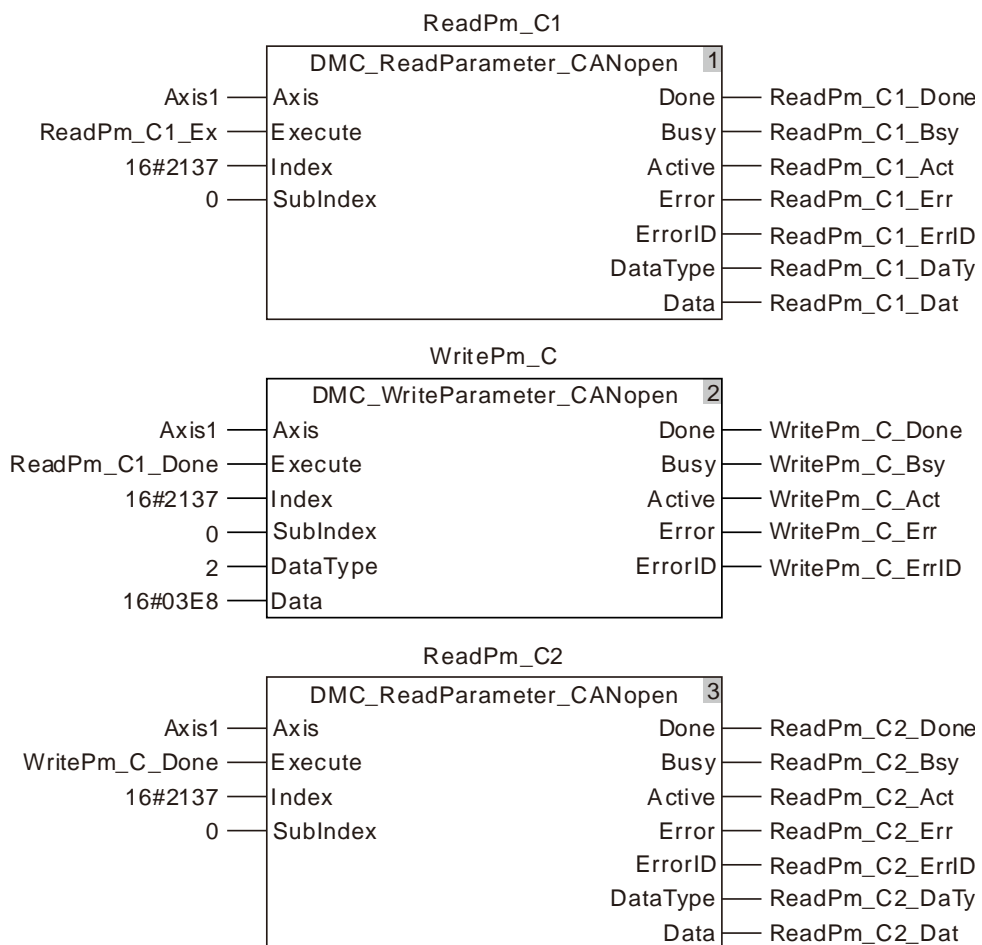 ReadPm_C1
DMC_ReadParameter_CANopen 1
Axis1 Axis Done ReadPm_C1_Done
ReadPm_C1_Ex Execute Busy ReadPm_C1_Bsy
16#2137 Index Active ReadPm_C1_Act
0 SubIndex Error ReadPm_C1_Err
ErrorID ReadPm_C1_ErrID
DataType ReadPm_C1_DaTy
Data ReadPm_C1_Dat
WritePm_C
DMC_WriteParameter_CANopen 2
Axis1 Axis Done WritePm_C_Done
ReadPm_C1_Done Execute Busy WritePm_C_Bsy
16#2137 Index Active WritePm_C_Act
0 SubIndex Error WritePm_C_Err
2 DataType ErrorID WritePm_C_ErrID
16#03E8 Data
ReadPm_C2
DMC_ReadParameter_CANopen 3
Axis1 Axis Done ReadPm_C2_Done
WritePm_C_Done Execute Busy ReadPm_C2_Bsy
16#2137 Index Active ReadPm_C2_Act
0 SubIndex Error ReadPm_C2_Err
ErrorID ReadPm_C2_ErrID
DataType ReadPm_C2_DaTy
Data ReadPm_C2_Dat